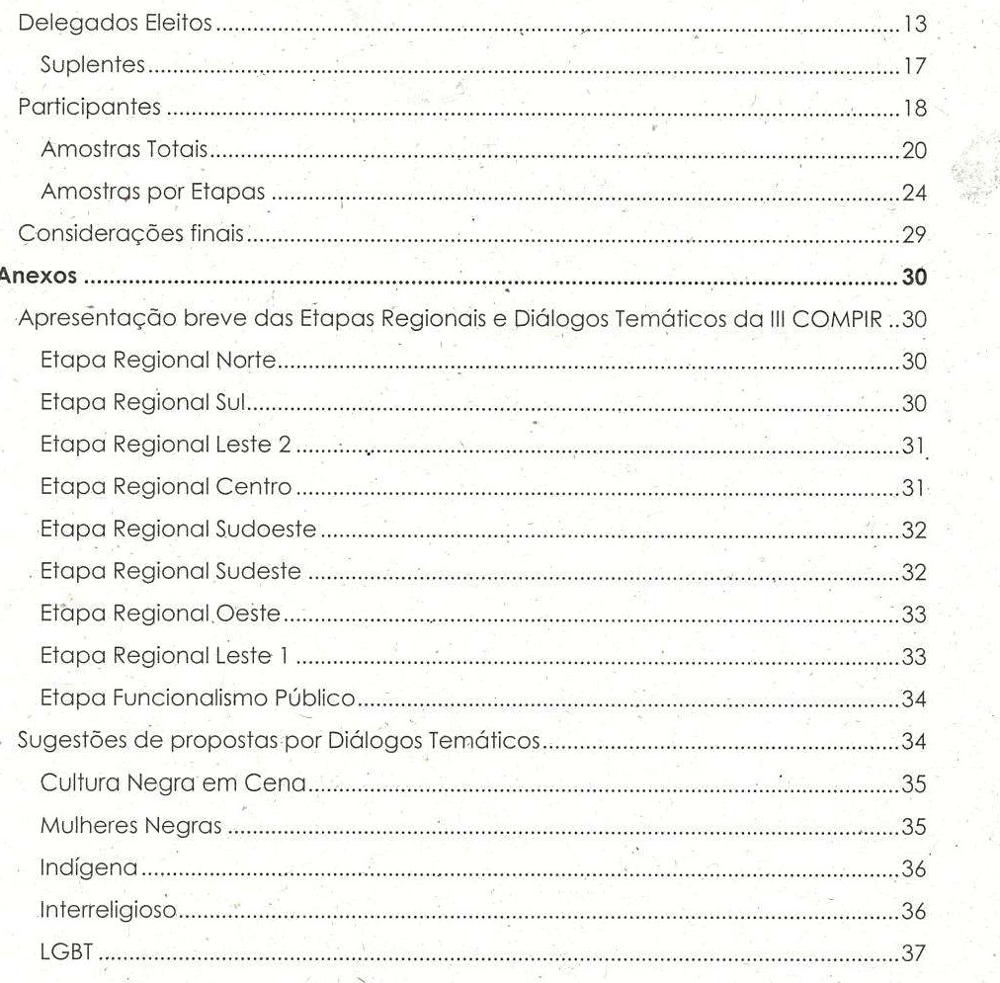 Delegados Eleitos ........ 13
Suplentes ........ 17
Participantes ........ 18
Amostras Totais ........ 20
Amostras por Etapas ........ 24
Considerações finais ........ 29
Anexos ........ 30
Apresentação breve das Etapas Regionais e Diálogos Temáticos da III COMPIR ..30
Etapa Regional Norte ........ 30
Etapa Regional Sul ........ 30
Etapa Regional Leste 2 ........ 31
Etapa Regional Centro ........ 31
Etapa Regional Sudoeste ........ 32
Etapa Regional Sudeste ........ 32
Etapa Regional Oeste ........ 33
Etapa Regional Leste 1 ........ 33
Etapa Funcionalismo Público ........ 34
Sugestões de propostas por Diálogos Temáticos ........ 34
Cultura Negra em Cena ........ 35
Mulheres Negras ........ 35
Indígena ........ 36
Interreligioso ........ 36
LGBT ........ 37